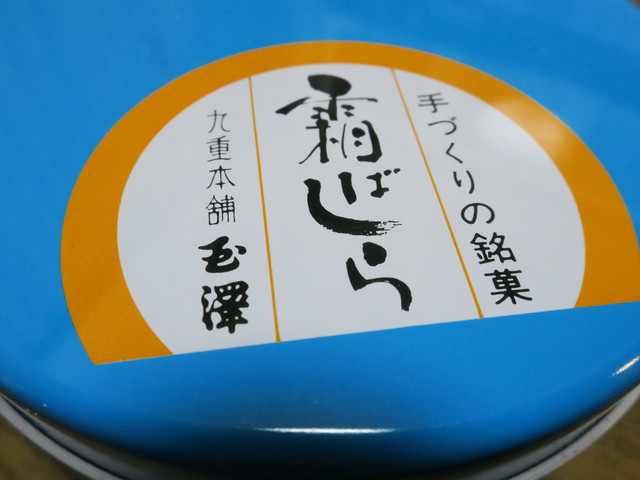 手づくりの銘菓
霜ばしら
九重本舗
玉澤